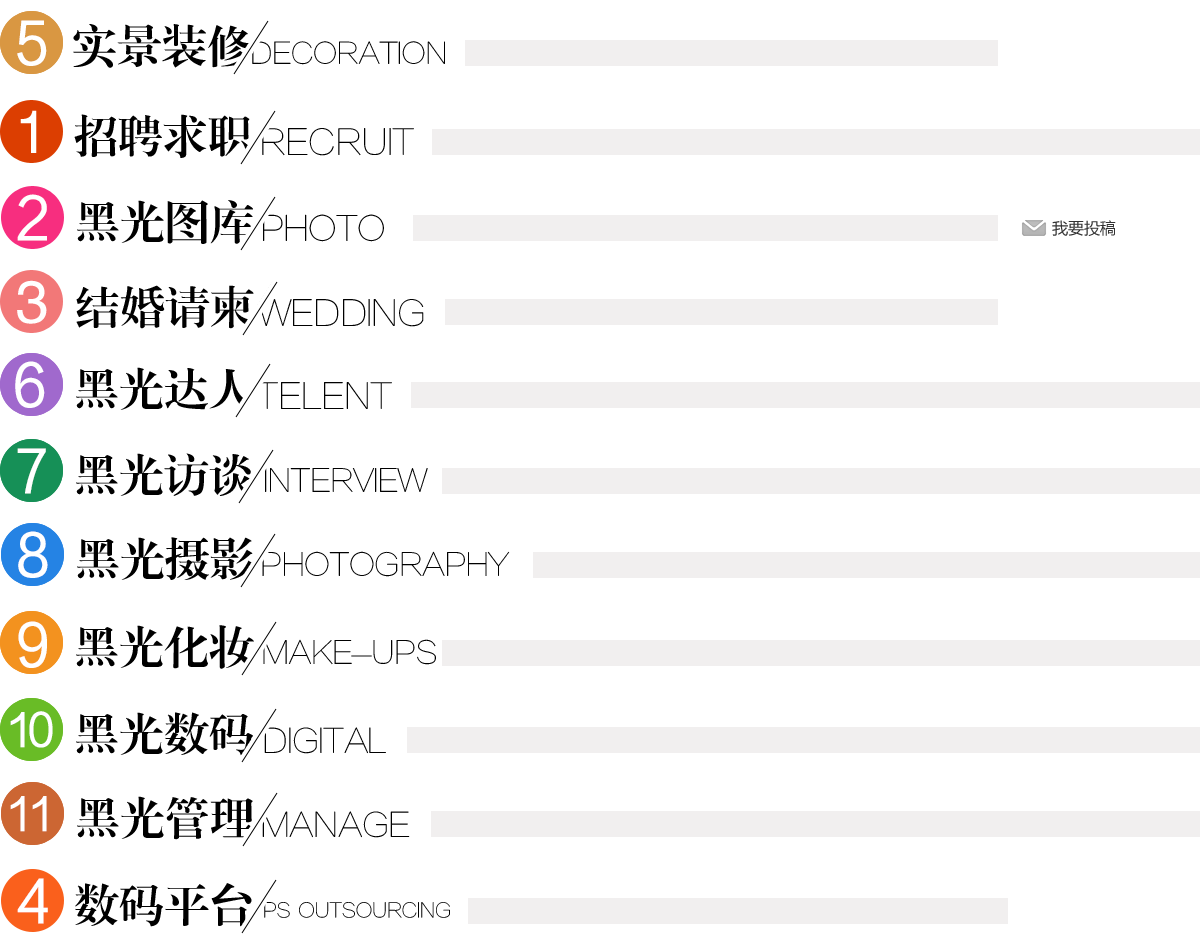 5 实景装修/DECORATION
1 招聘求职/RECRUIT
2 黑光图库/PHOTO 我要投稿
3 结婚请柬/WEDDING
6 黑光达人/TELENT
7 黑光访谈/INTERVIEW
8 黑光摄影/PHOTOGRAPHY
9 黑光化妆/MAKE-UPS
10 黑光数码/DIGITAL
11 黑光管理/MANAGE
4 数码平台/PS OUTSOURCING